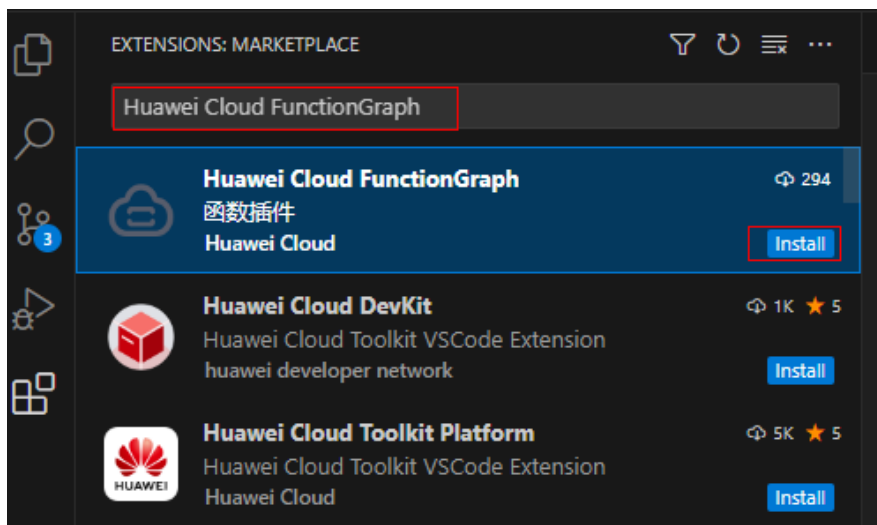 EXTENSIONS: MARKETPLACE
Huawei Cloud FunctionGraph
Huawei Cloud FunctionGraph 294
函数插件
Huawei Cloud Install
3
Huawei Cloud DevKit 1K ★ 5
Huawei Cloud Toolkit VSCode Extension
huawei developer network Install
Huawei Cloud Toolkit Platform 5K ★ 5
Huawei Cloud Toolkit VSCode Extension
HUAWEI
Huawei Cloud Install